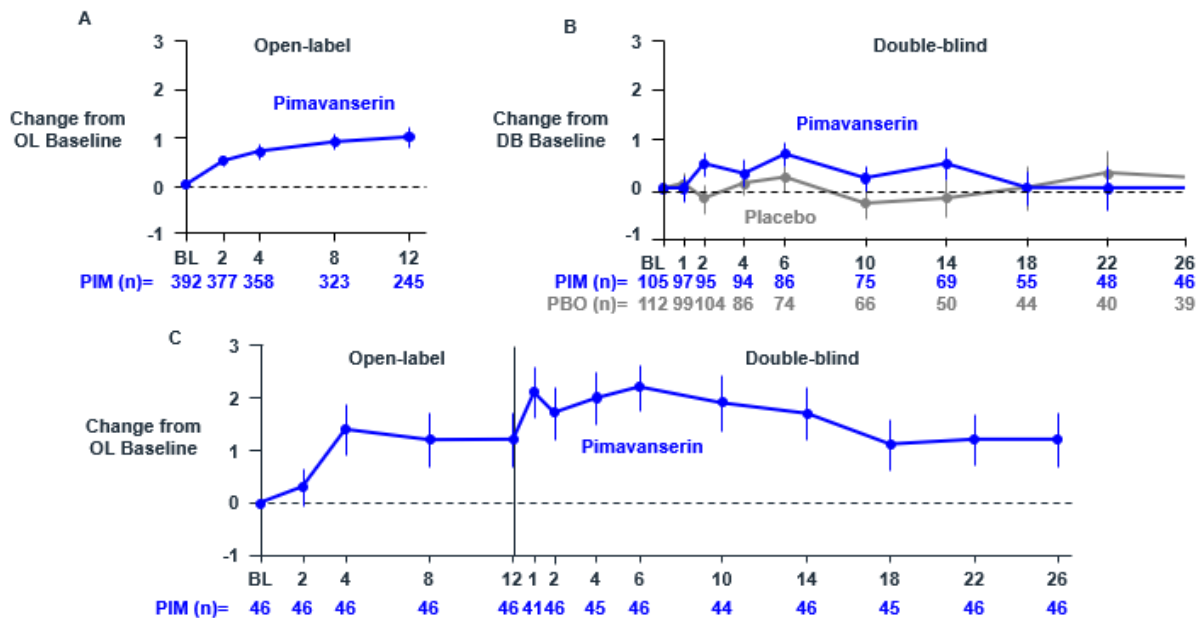 A
3
Open-label
2
Pimavanserin
Change from
OL Baseline
1
0
-1
BL 2 4 8 12
PIM (n)= 392 377 358 323 245
B
3
Double-blind
2
Pimavanserin
Change from
DB Baseline
1
0
Placebo
-1
BL 1 2 4 6 10 14 18 22 26
PIM (n)= 105 97 95 94 86 75 69 55 48 46
PBO (n)= 112 99 104 86 74 66 50 44 40 39
C
3
Open-label Double-blind
2
Change from
OL Baseline
Pimavanserin
1
0
-1
BL 2 4 8 12 1 2 4 6 10 14 18 22 26
PIM (n)= 46 46 46 46 46 41 46 45 46 44 46 45 46 46